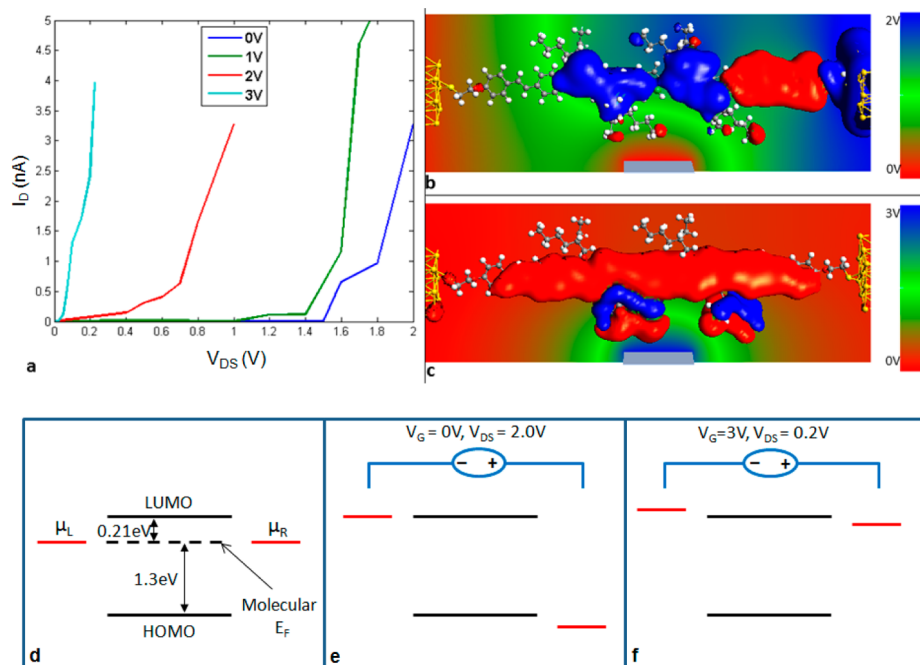 a
5
4.5
4
3.5
3
2.5
2
1.5
1
0.5
0
I_D (nA)
0V
1V
2V
3V
0 0.2 0.4 0.6 0.8 1 1.2 1.4 1.6 1.8 2
V_DS (V)
a
2V
0V
b
3V
0V
c
LUMO
μ_L
0.21eV
μ_R
1.3eV
Molecular
E_F
HOMO
d
V_G = 0V, V_DS = 2.0V
− +
e
V_G=3V, V_DS = 0.2V
− +
f